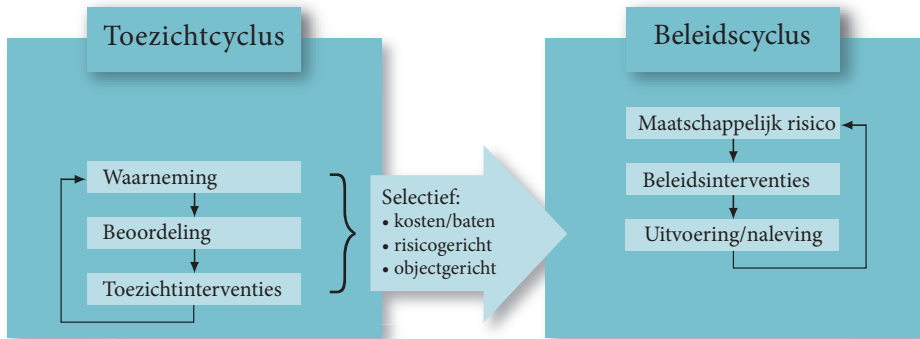 Toezichtcyclus
Waarneming
Beoordeling
Toezichtinterventies
Selectief:
• kosten/baten
• risicogericht
• objectgericht
Beleidscyclus
Maatschappelijk risico
Beleidsinterventies
Uitvoering/naleving